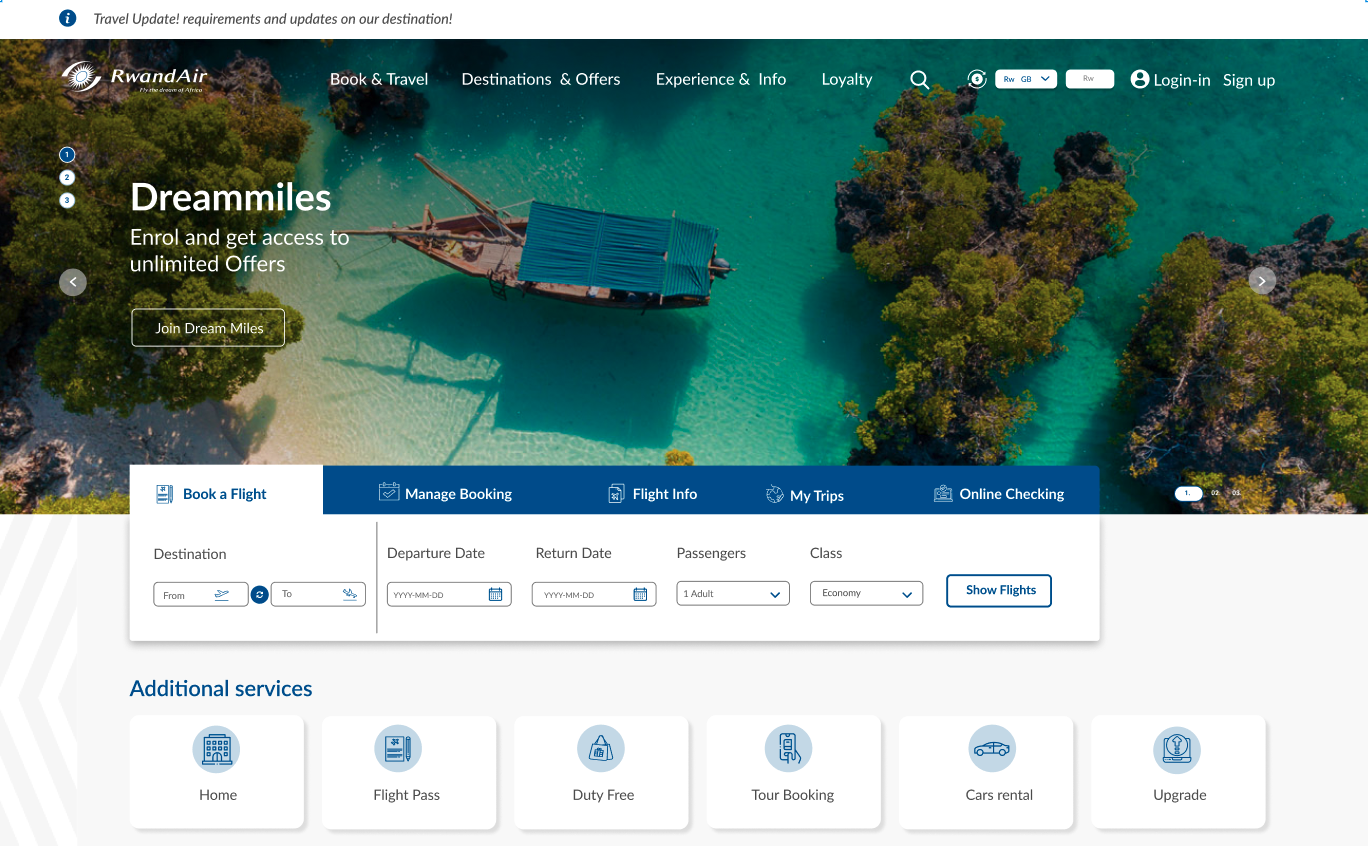 Travel Update! requirements and updates on our destination!
RwandAir
Fly the dream of Africa
Book & Travel Destinations & Offers Experience & Info Loyalty Rw GB Rw Login-in Sign up
1
2
3
Dreammiles
Enrol and get access to
unlimited Offers
Join Dream Miles
1. 02. 03.
Book a Flight Manage Booking Flight Info My Trips Online Checking
Destination Departure Date Return Date Passengers Class
From To YYYY-MM-DD YYYY-MM-DD 1 Adult Economy Show Flights
Additional services
Home Flight Pass Duty Free Tour Booking Cars rental Upgrade